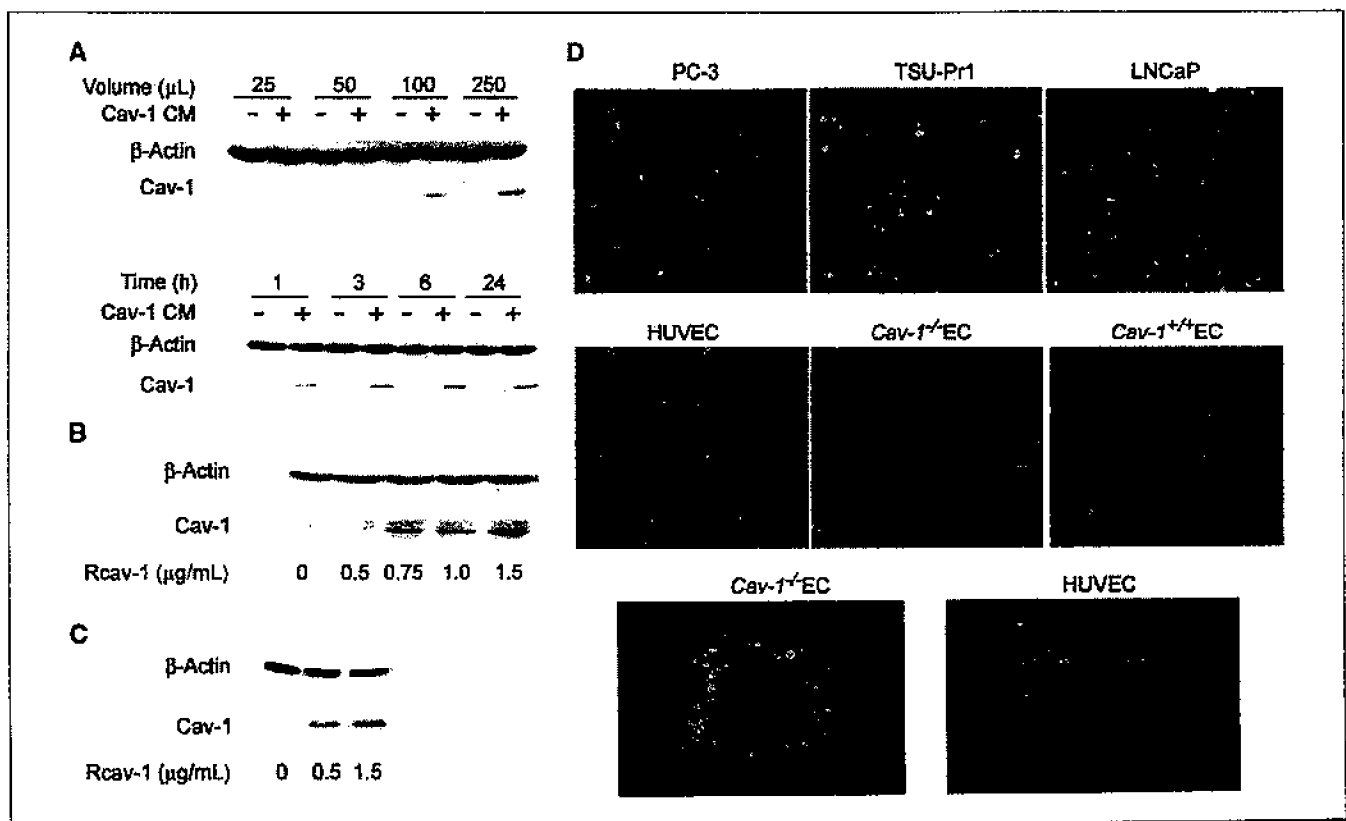 A
Volume (μL) 25 50 100 250
Cav-1 CM - + - + - + - +
β-Actin
Cav-1
Time (h) 1 3 6 24
Cav-1 CM - + - + - + - +
β-Actin
Cav-1
B
β-Actin
Cav-1
Rcav-1 (μg/mL) 0 0.5 0.75 1.0 1.5
C
β-Actin
Cav-1
Rcav-1 (μg/mL) 0 0.5 1.5
D
PC-3 TSU-Pr1 LNCaP
HUVEC Cav-1-/-EC Cav-1+/+EC
Cav-1-/-EC HUVEC